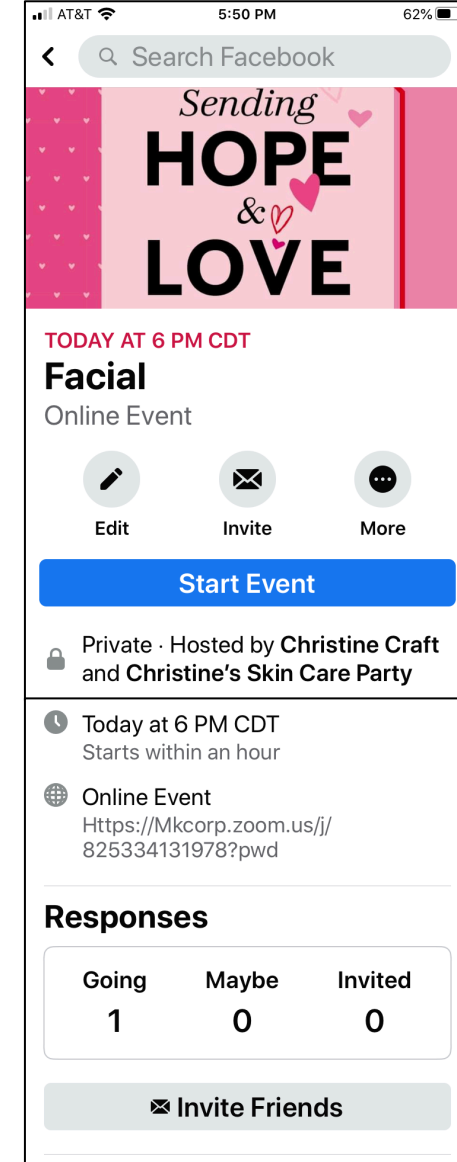 AT&T 5:50 PM 62%
Search Facebook
Sending
HOPE
&
LOVE
TODAY AT 6 PM CDT
Facial
Online Event
Edit Invite More
Start Event
Private · Hosted by Christine Craft
and Christine's Skin Care Party
Today at 6 PM CDT
Starts within an hour
Online Event
Https://Mkcorp.zoom.us/j/
825334131978?pwd
Responses
Going Maybe Invited
1 0 0
Invite Friends